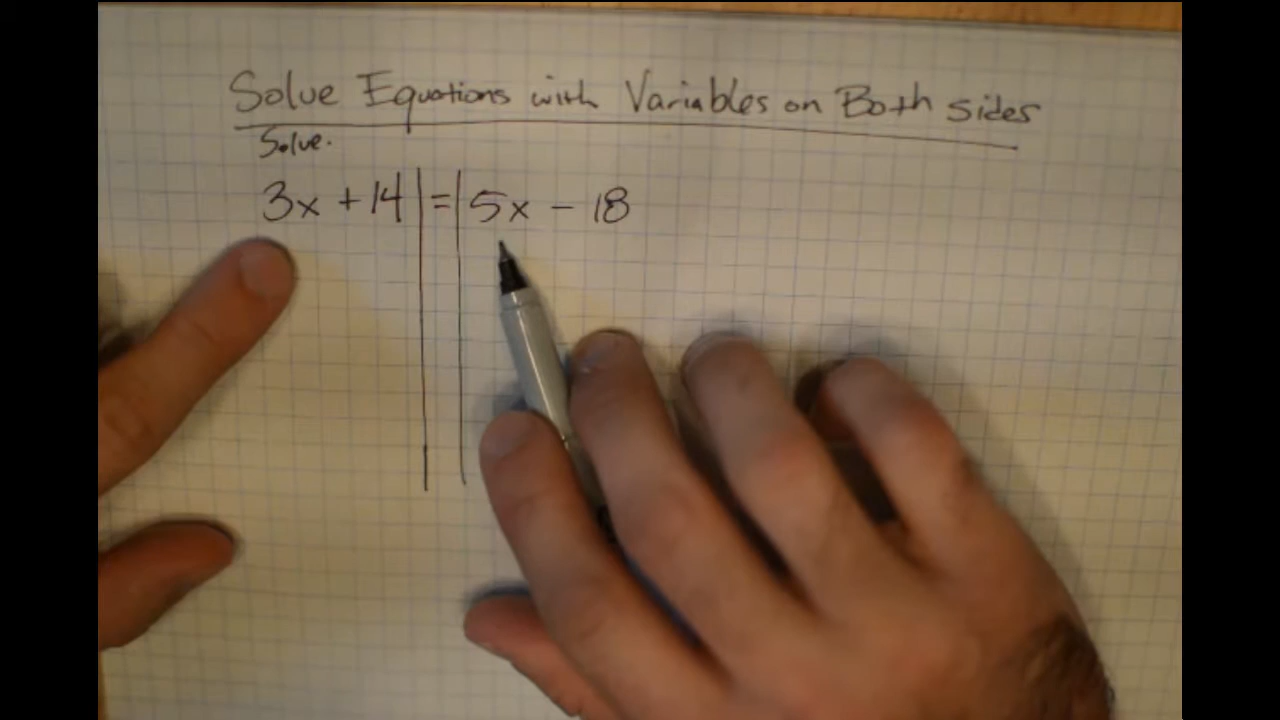 Solve Equations with Variables on Both Sides
Solve.
3x + 14 = 5x - 18